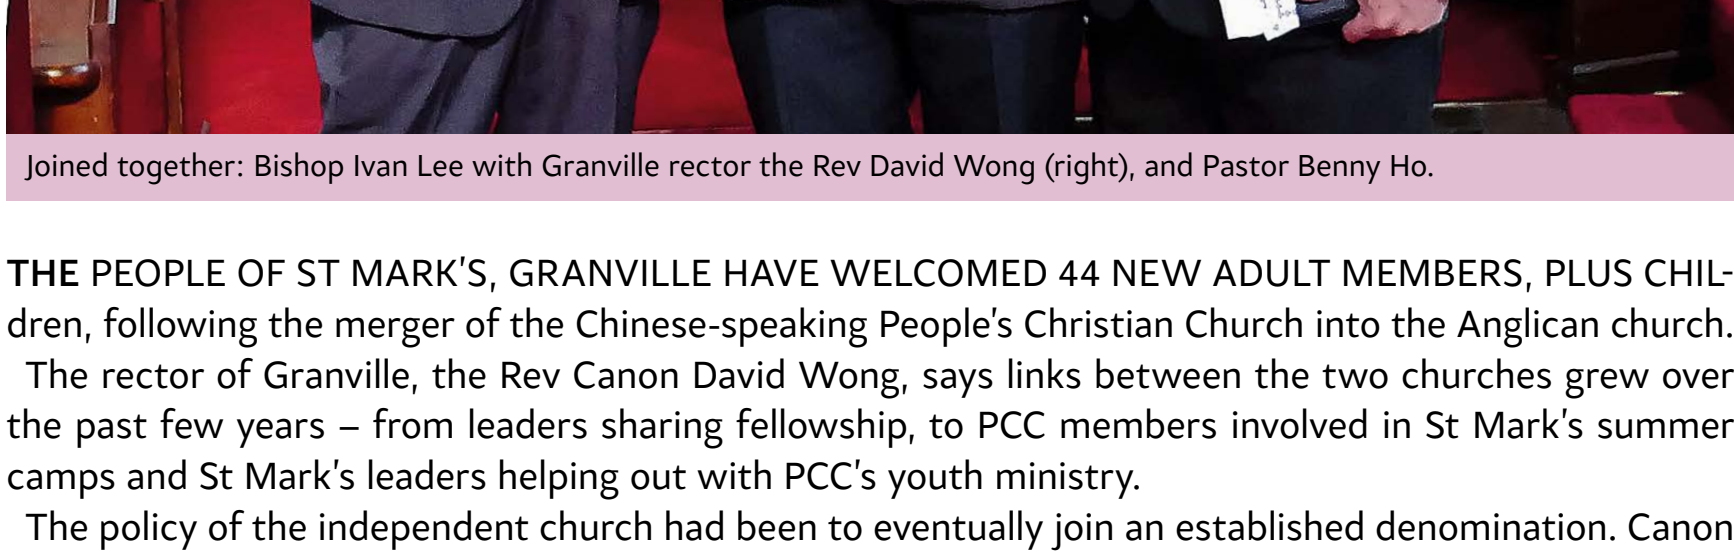 Joined together: Bishop Ivan Lee with Granville rector the Rev David Wong (right), and Pastor Benny Ho.
THE PEOPLE OF ST MARK’S, GRANVILLE HAVE WELCOMED 44 NEW ADULT MEMBERS, PLUS CHIL-
dren, following the merger of the Chinese-speaking People’s Christian Church into the Anglican church.
The rector of Granville, the Rev Canon David Wong, says links between the two churches grew over
the past few years – from leaders sharing fellowship, to PCC members involved in St Mark’s summer
camps and St Mark’s leaders helping out with PCC’s youth ministry.
The policy of the independent church had been to eventually join an established denomination. Canon